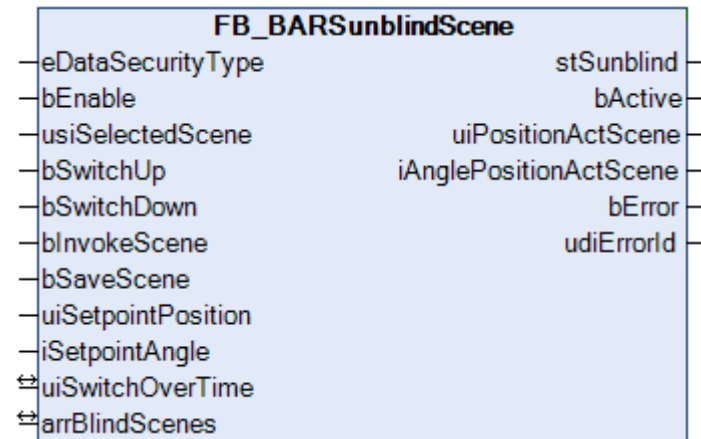 FB_BARSunblindScene
eDataSecurityType stSunblind
bEnable bActive
usiSelectedScene uiPositionActScene
bSwitchUp iAnglePositionActScene
bSwitchDown bError
bInvokeScene udiErrorId
bSaveScene
uiSetpointPosition
iSetpointAngle
uiSwitchOverTime
arrBlindScenes